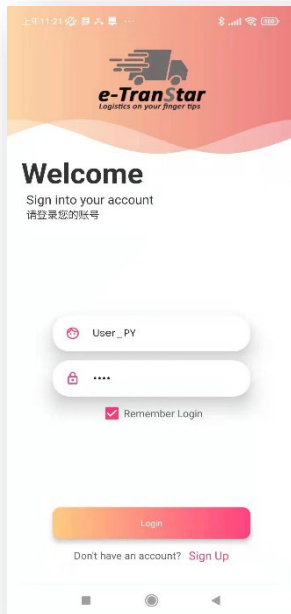 上午11:21
e-TranStar
Logistics on your finger tips
Welcome
Sign into your account
请登录您的账号
User_PY
••••
Remember Login
Login
Don't have an account? Sign Up